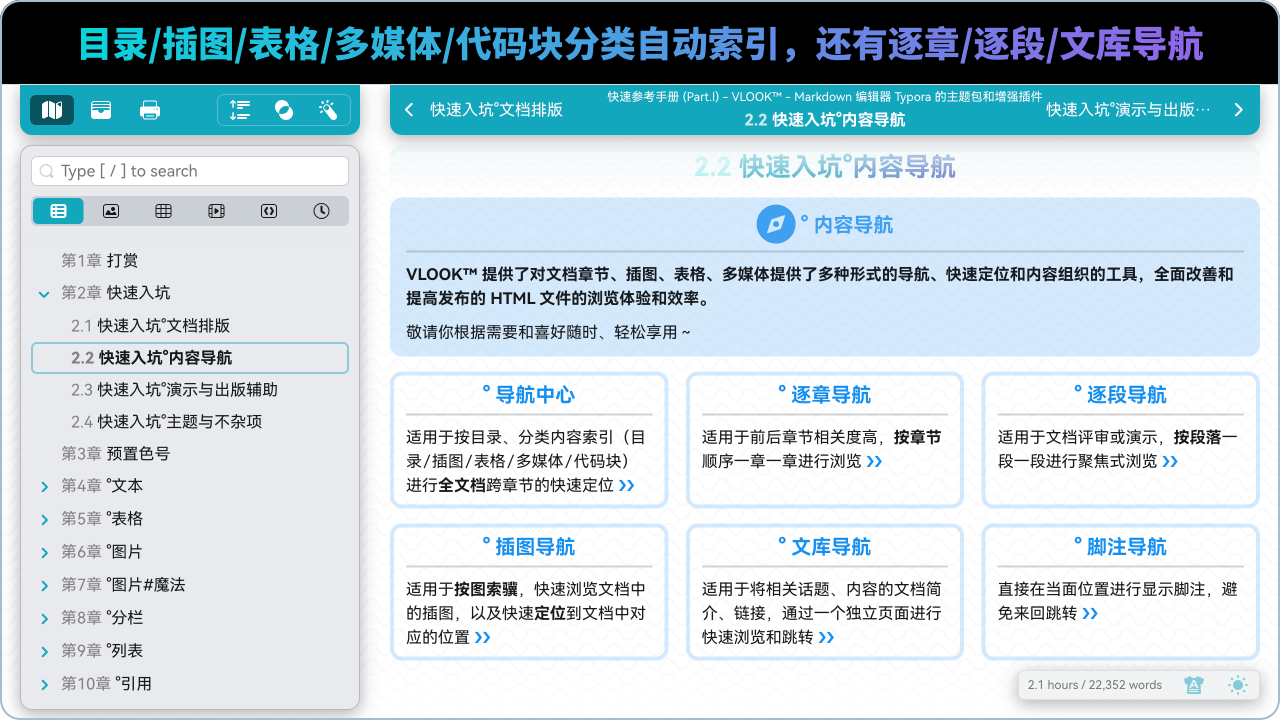 目录/插图/表格/多媒体/代码块分类自动索引，还有逐章/逐段/文库导航
快速入坑°文档排版
快速参考手册 (Part.I) – VLOOK™ – Markdown 编辑器 Typora 的主题包和增强插件
2.2 快速入坑°内容导航
快速入坑°演示与出版···
Type [ / ] to search
第1章 打赏
第2章 快速入坑
2.1 快速入坑°文档排版
2.2 快速入坑°内容导航
2.3 快速入坑°演示与出版辅助
2.4 快速入坑°主题与不杂项
第3章 预置色号
第4章 °文本
第5章 °表格
第6章 °图片
第7章 °图片#魔法
第8章 °分栏
第9章 °列表
第10章 °引用
2.2 快速入坑°内容导航
° 内容导航
VLOOK™ 提供了对文档章节、插图、表格、多媒体提供了多种形式的导航、快速定位和内容组织的工具，全面改善和
提高发布的 HTML 文件的浏览体验和效率。
敬请你根据需要和喜好随时、轻松享用 ~
° 导航中心
适用于按目录、分类内容索引（目
录/插图/表格/多媒体/代码块）
进行全文档跨章节的快速定位 ❯❯
° 逐章导航
适用于前后章节相关度高，按章节
顺序一章一章进行浏览 ❯❯
° 逐段导航
适用于文档评审或演示，按段落一
段一段进行聚焦式浏览 ❯❯
° 插图导航
适用于按图索骥，快速浏览文档中
的插图，以及快速定位到文档中对
应的位置 ❯❯
° 文库导航
适用于将相关话题、内容的文档简
介、链接，通过一个独立页面进行
快速浏览和跳转 ❯❯
° 脚注导航
直接在当面位置进行显示脚注，避
免来回跳转 ❯❯
2.1 hours / 22,352 words